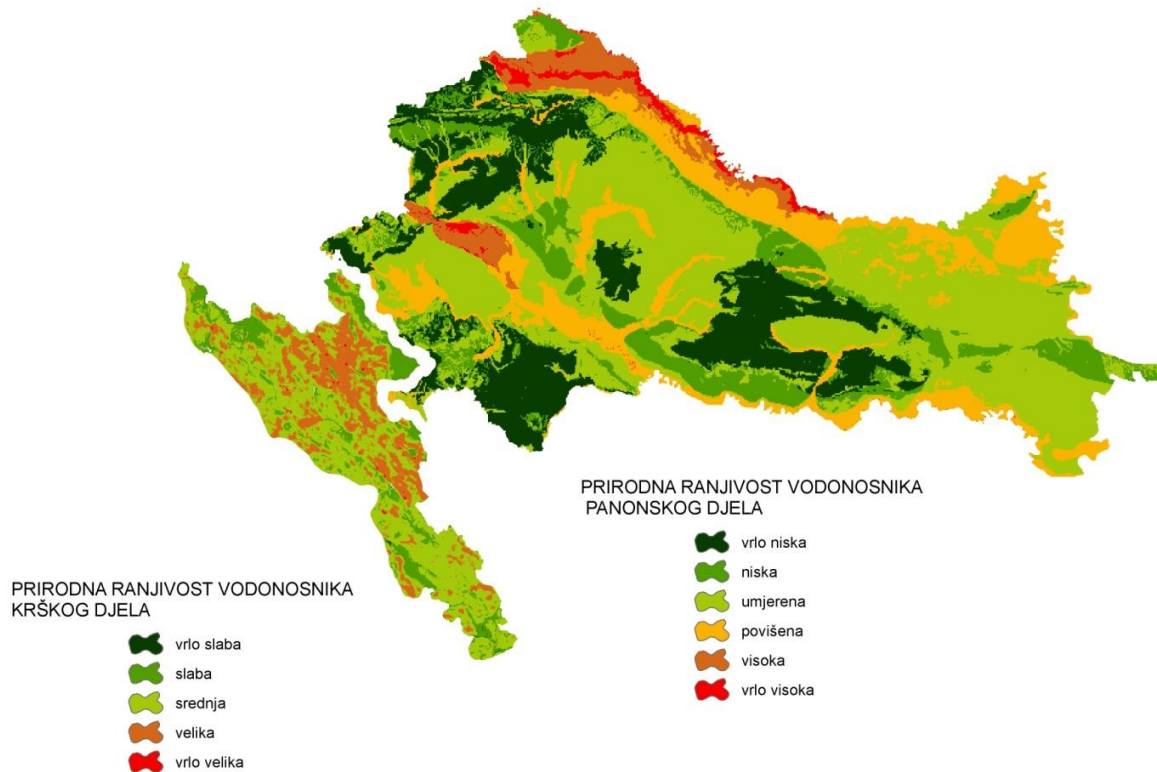 PRIRODNA RANJIVOST VODONOSNIKA
PANONSKOG DJELA
vrlo niska
niska
umjerena
povišena
visoka
vrlo visoka
PRIRODNA RANJIVOST VODONOSNIKA
KRŠKOG DJELA
vrlo slaba
slaba
srednja
velika
vrlo velika